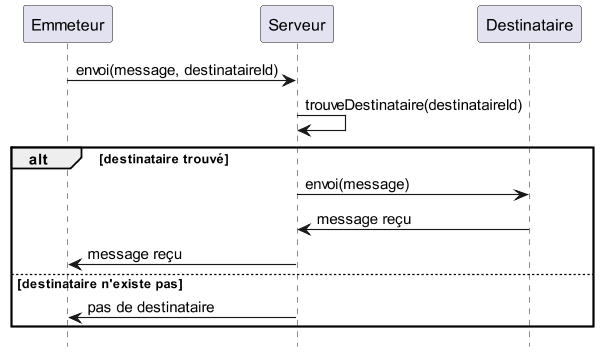 Emmeteur Serveur Destinataire
envoi(message, destinataireId)
trouveDestinataire(destinataireId)
alt [destinataire trouvé]
envoi(message)
message reçu
message reçu
[destinataire n'existe pas]
pas de destinataire